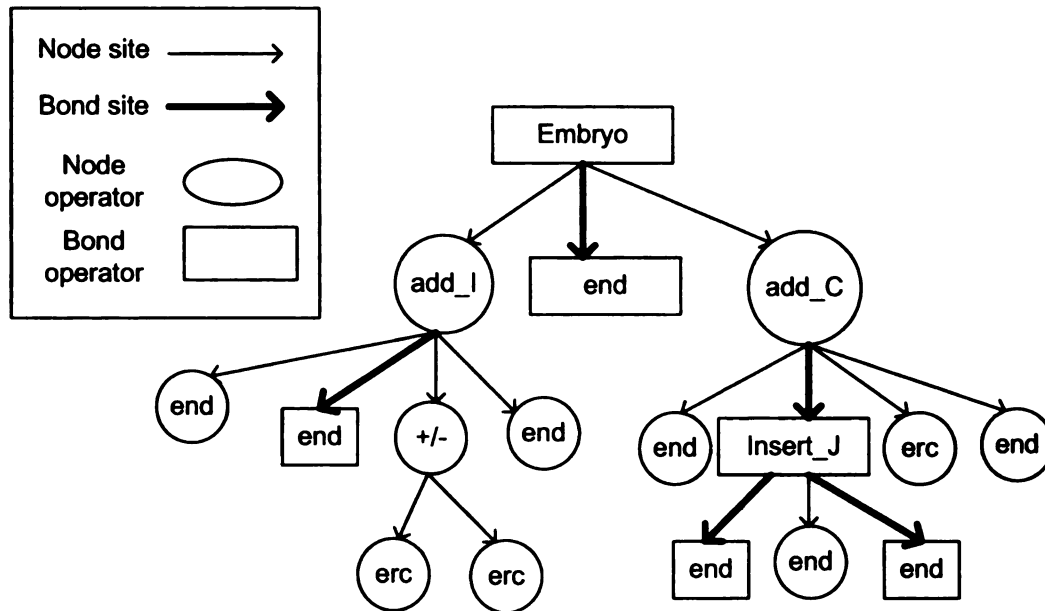 Node site
Bond site
Node
operator
Bond
operator
Embryo
add_I
end
add_C
end
end
+/-
end
end
Insert_J
erc
end
erc
erc
end
end
end